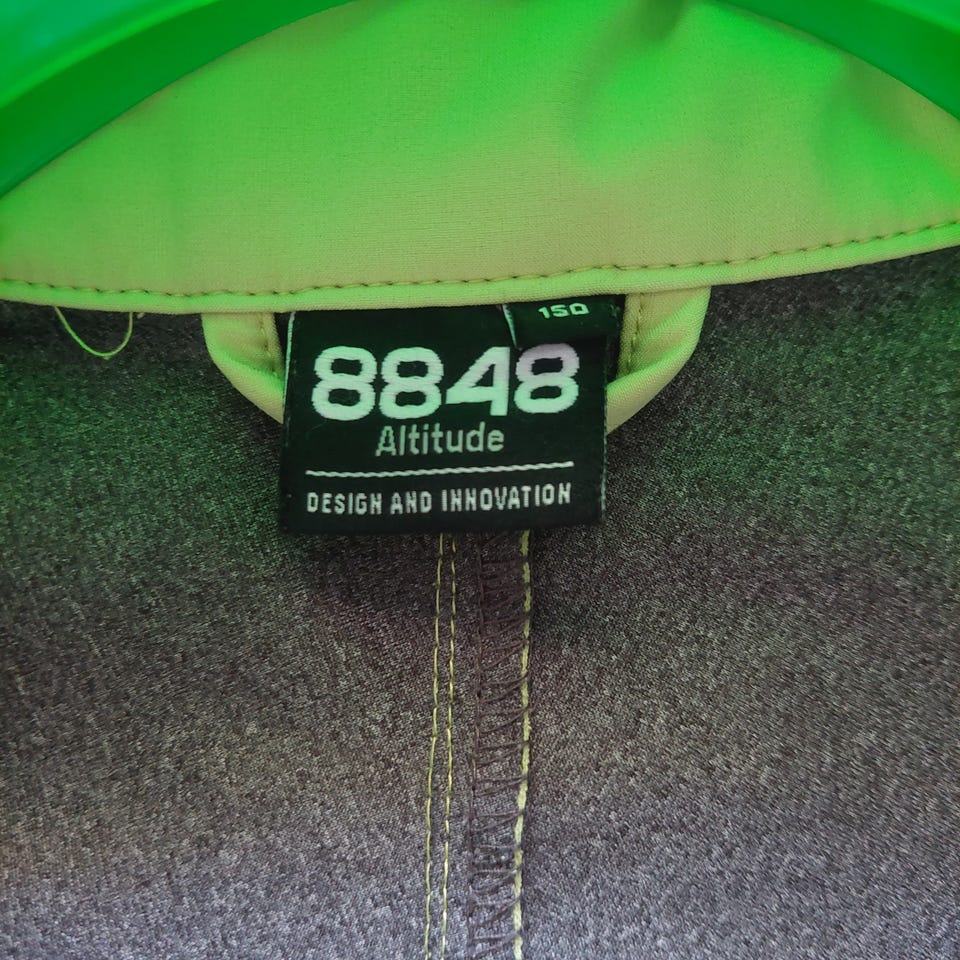 150
8848
Altitude
DESIGN AND INNOVATION